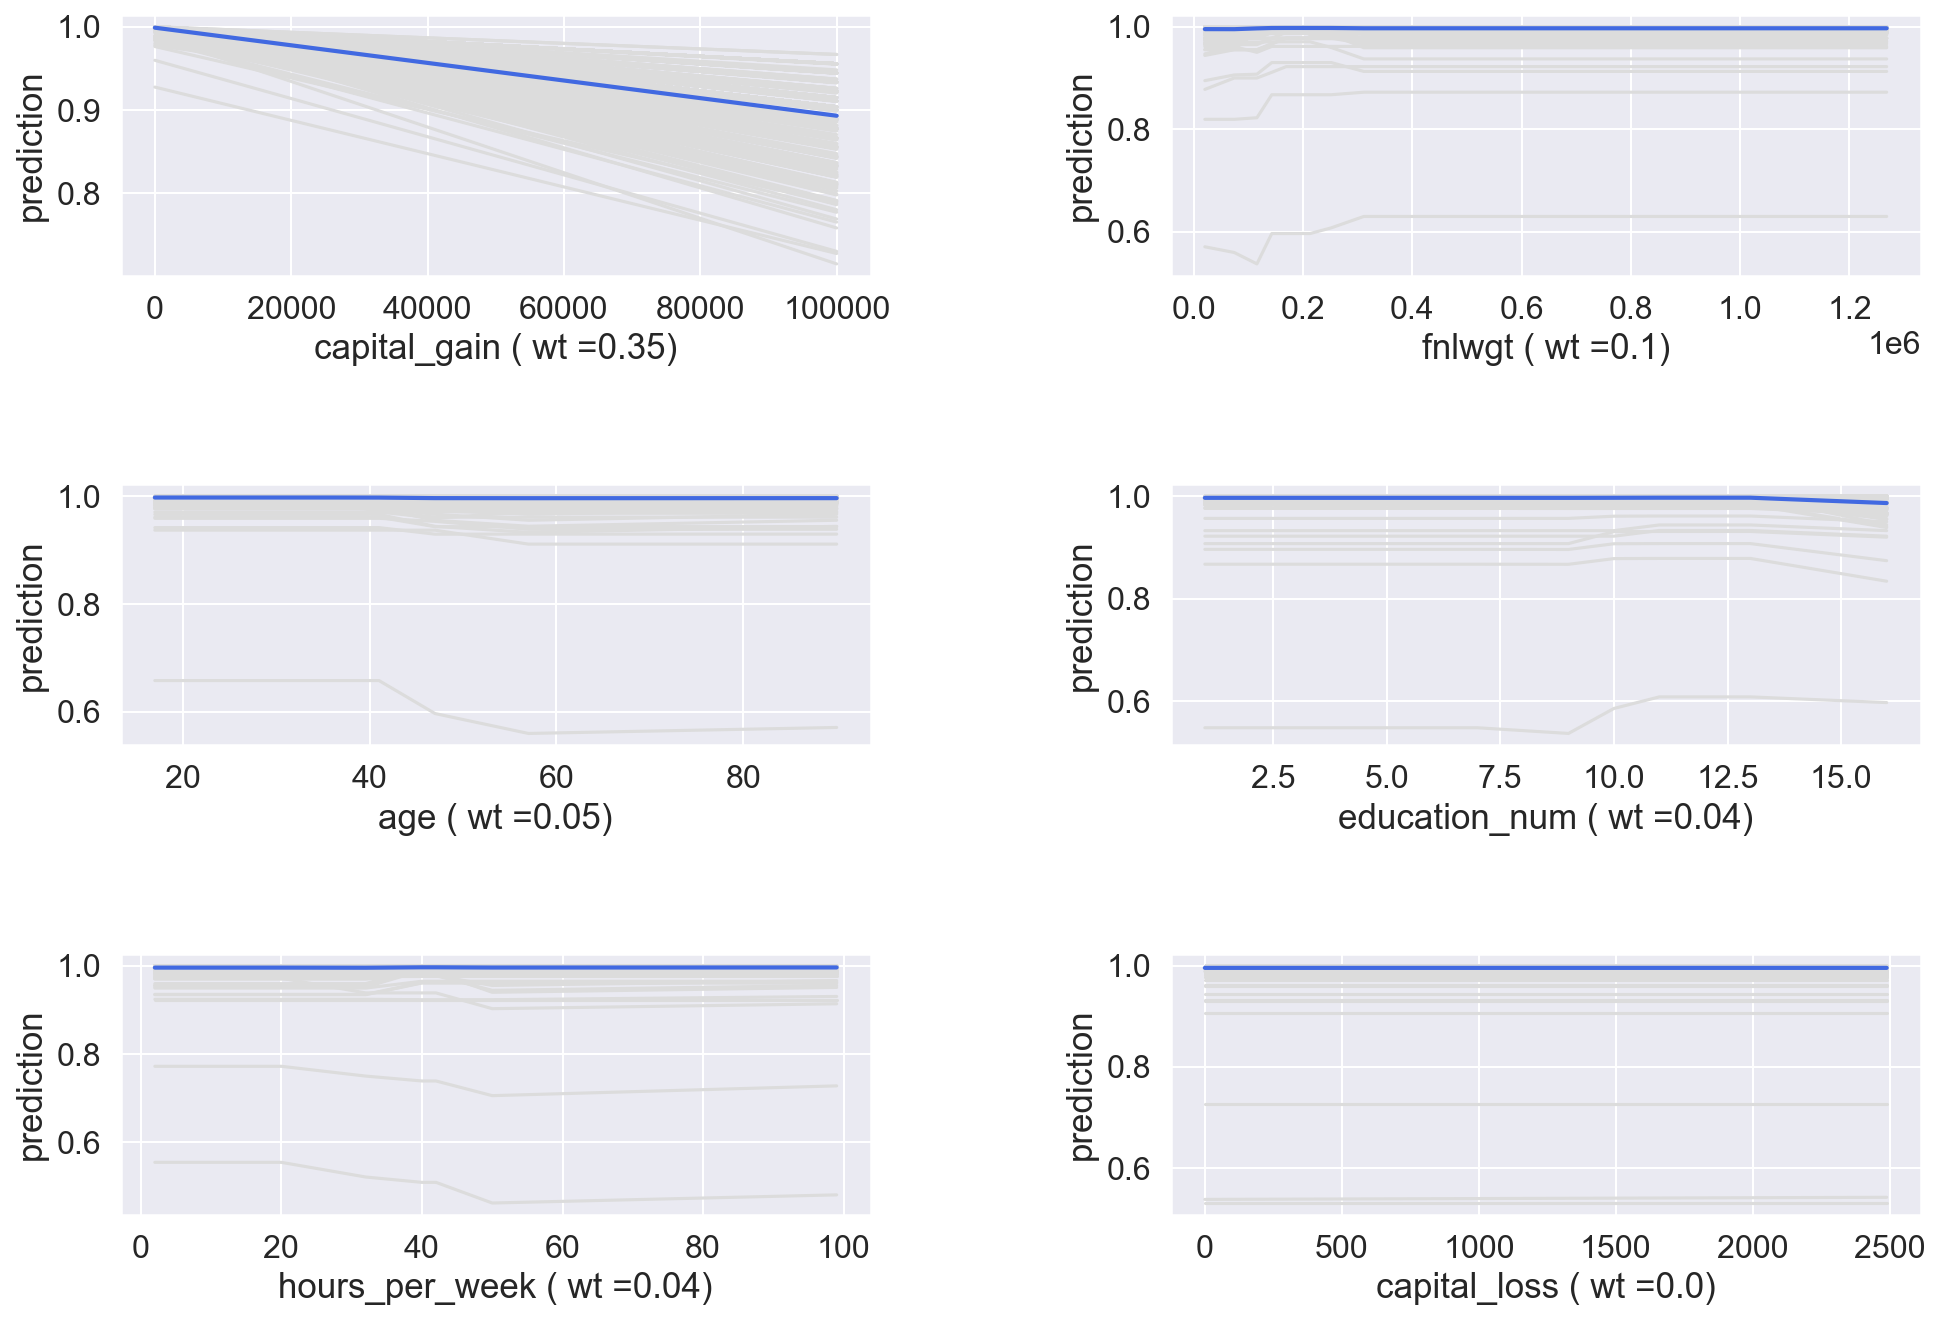 prediction
1.0
0.9
0.8
0 20000 40000 60000 80000 100000
capital_gain ( wt =0.35)
prediction
1.0
0.8
0.6
0.0 0.2 0.4 0.6 0.8 1.0 1.2
1e6
fnlwgt ( wt =0.1)
prediction
1.0
0.8
0.6
20 40 60 80
age ( wt =0.05)
prediction
1.0
0.8
0.6
2.5 5.0 7.5 10.0 12.5 15.0
education_num ( wt =0.04)
prediction
1.0
0.8
0.6
0 20 40 60 80 100
hours_per_week ( wt =0.04)
prediction
1.0
0.8
0.6
0 500 1000 1500 2000 2500
capital_loss ( wt =0.0)